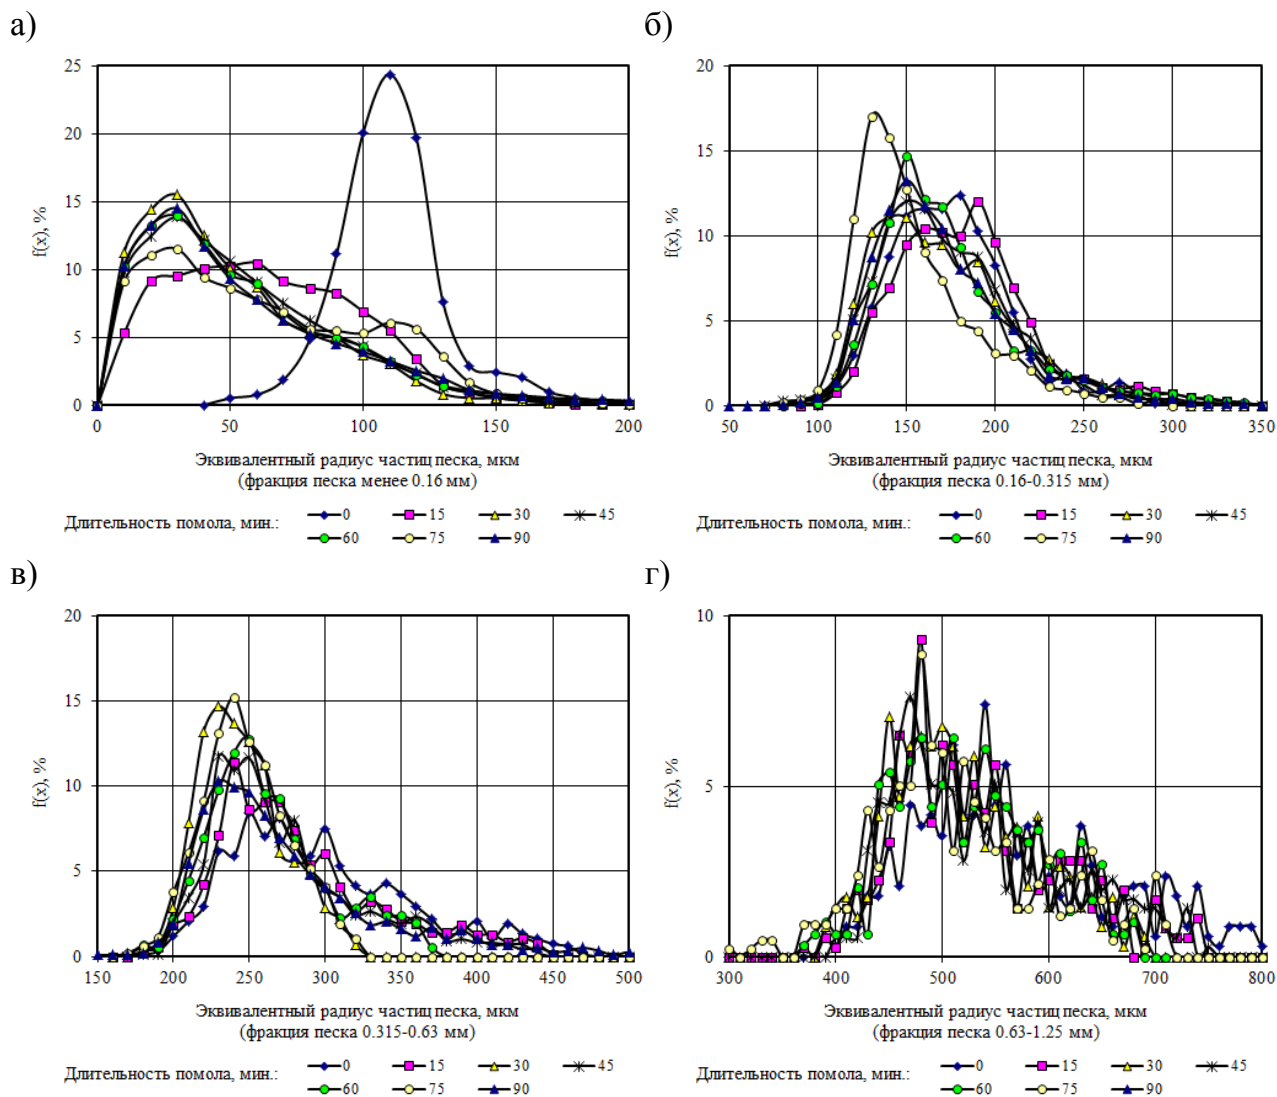 а)
f(x), %
25
20
15
10
5
0
0 50 100 150 200
Эквивалентный радиус частиц песка, мкм
(фракция песка менее 0.16 мм)
Длительность помола, мин.: 0 15 30 45
60 75 90
б)
f(x), %
20
15
10
5
0
50 100 150 200 250 300 350
Эквивалентный радиус частиц песка, мкм
(фракция песка 0.16-0.315 мм)
Длительность помола, мин.: 0 15 30 45
60 75 90
в)
f(x), %
20
15
10
5
0
150 200 250 300 350 400 450 500
Эквивалентный радиус частиц песка, мкм
(фракция песка 0.315-0.63 мм)
Длительность помола, мин.: 0 15 30 45
60 75 90
г)
f(x), %
10
5
0
300 400 500 600 700 800
Эквивалентный радиус частиц песка, мкм
(фракция песка 0.63-1.25 мм)
Длительность помола, мин.: 0 15 30 45
60 75 90